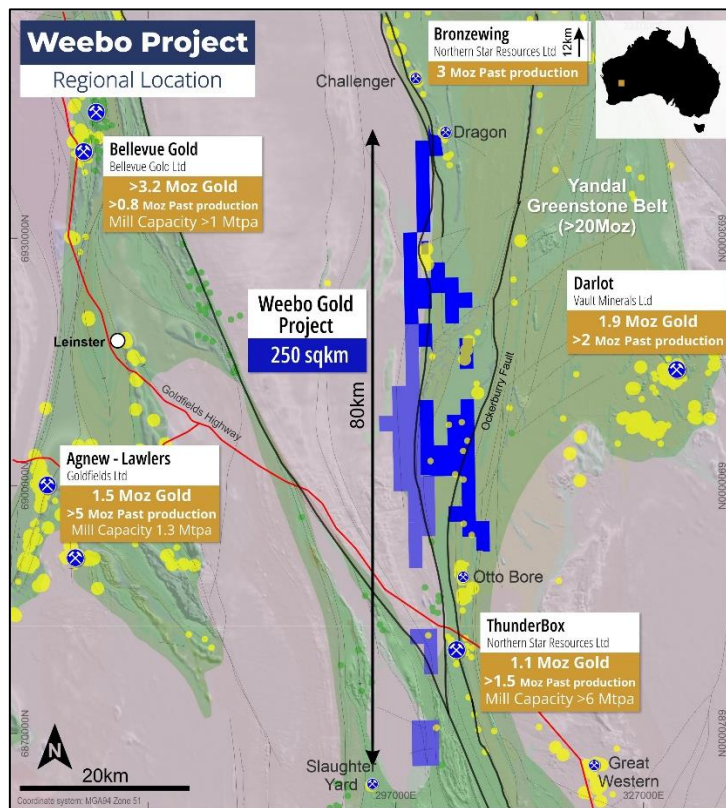 Weebo Project
Regional Location
Bronzewing
Northern Star Resources Ltd
3 Moz Past production
12km
Challenger
Dragon
Bellevue Gold
Bellevue Gold Ltd
>3.2 Moz Gold
>0.8 Moz Past production
Mill Capacity >1 Mtpa
Yandal
Greenstone Belt
(>20Moz)
6930000N
6930000N
Weebo Gold
Project
250 sqkm
Darlot
Vault Minerals Ltd
1.9 Moz Gold
>2 Moz Past production
Leinster
Goldfields Highway
80km
Ockerburry Fault
Agnew - Lawlers
Goldfields Ltd
1.5 Moz Gold
>5 Moz Past production
Mill Capacity 1.3 Mtpa
6900000N
6900000N
Otto Bore
ThunderBox
Northern Star Resources Ltd
1.1 Moz Gold
>1.5 Moz Past production
Mill Capacity >6 Mtpa
6870000N
6870000N
N
20km
Slaughter
Yard
Great
Western
297000E
327000E
Coordinate system: MGA94 Zone 51